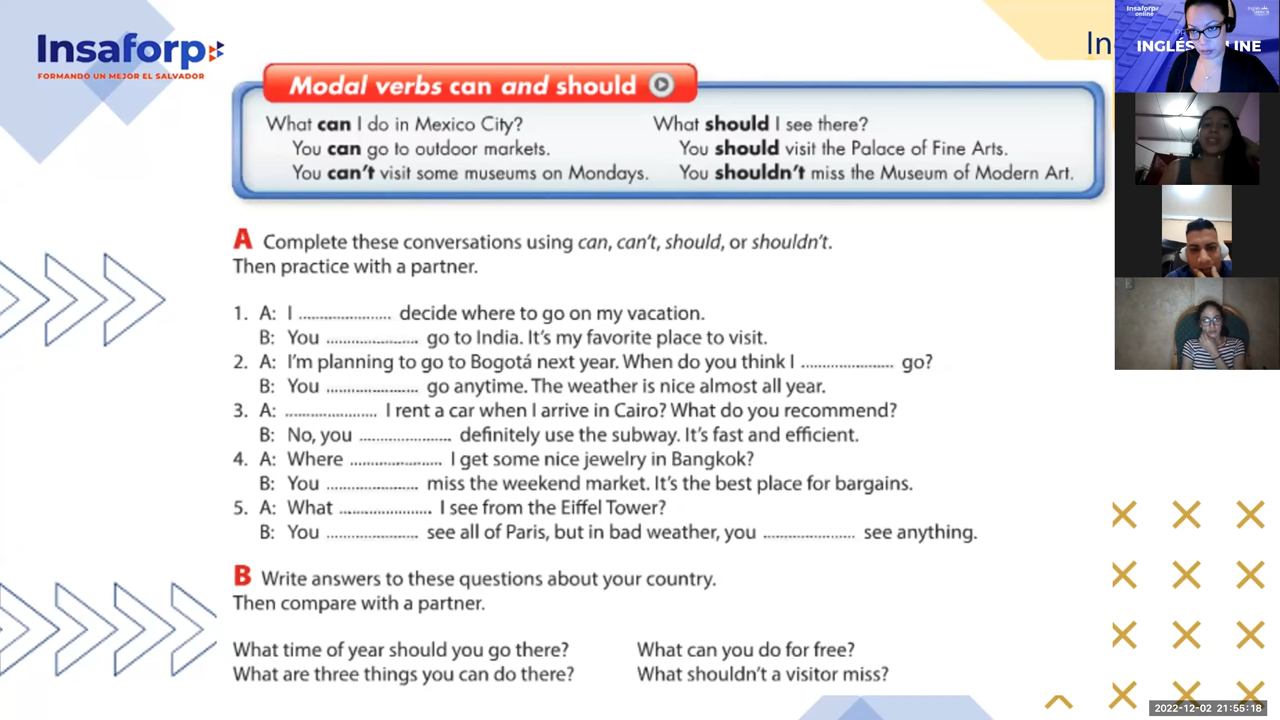 Insaforp
FORMANDO UN MEJOR EL SALVADOR
In
Insaforp
online
INGLÉS ONLINE
Modal verbs can and should
What can I do in Mexico City?
You can go to outdoor markets.
You can't visit some museums on Mondays.
What should I see there?
You should visit the Palace of Fine Arts.
You shouldn't miss the Museum of Modern Art.
A Complete these conversations using can, can't, should, or shouldn't.
Then practice with a partner.
1. A: I .................... decide where to go on my vacation.
B: You .................... go to India. It's my favorite place to visit.
2. A: I'm planning to go to Bogotá next year. When do you think I .................... go?
B: You .................... go anytime. The weather is nice almost all year.
3. A: .................... I rent a car when I arrive in Cairo? What do you recommend?
B: No, you .................... definitely use the subway. It's fast and efficient.
4. A: Where .................... I get some nice jewelry in Bangkok?
B: You .................... miss the weekend market. It's the best place for bargains.
5. A: What .................... I see from the Eiffel Tower?
B: You .................... see all of Paris, but in bad weather, you .................... see anything.
B Write answers to these questions about your country.
Then compare with a partner.
What time of year should you go there?
What are three things you can do there?
What can you do for free?
What shouldn't a visitor miss?
2022-12-02 21:55:18